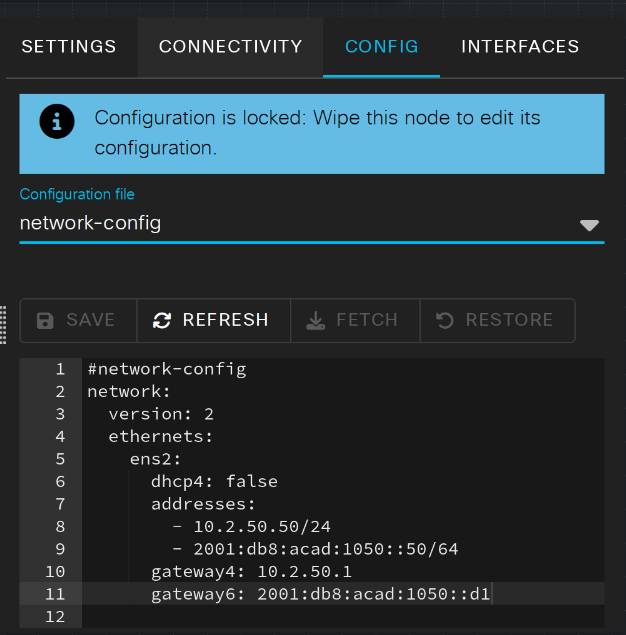 SETTINGS CONNECTIVITY CONFIG INTERFACES
Configuration is locked: Wipe this node to edit its
configuration.
Configuration file
network-config
SAVE REFRESH FETCH RESTORE
1 #network-config
2 network:
3   version: 2
4   ethernets:
5     ens2:
6       dhcp4: false
7       addresses:
8         - 10.2.50.50/24
9         - 2001:db8:acad:1050::50/64
10       gateway4: 10.2.50.1
11       gateway6: 2001:db8:acad:1050::d1
12